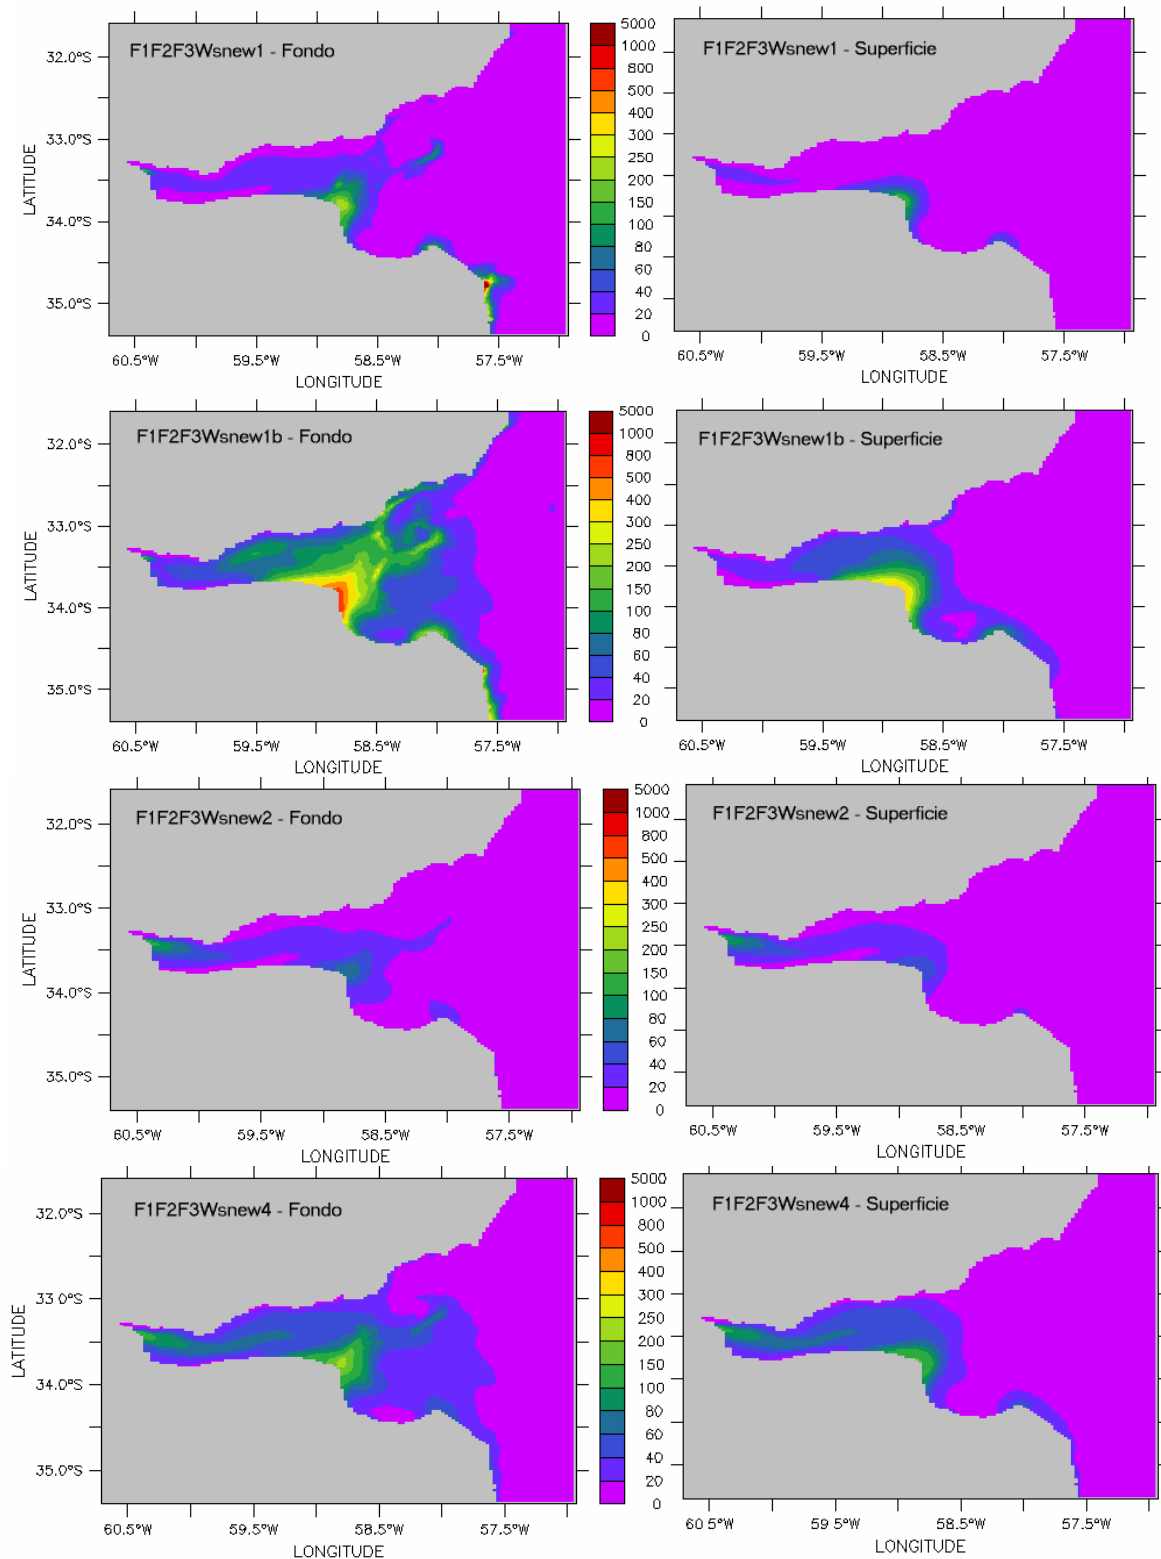 F1F2F3Wsnew1 - Fondo
32.0°S
33.0°S
34.0°S
35.0°S
LATITUDE
60.5°W 59.5°W 58.5°W 57.5°W
LONGITUDE
5000
1000
800
500
400
300
250
200
150
100
80
60
40
20
0
F1F2F3Wsnew1 - Superficie
60.5°W 59.5°W 58.5°W 57.5°W
LONGITUDE
F1F2F3Wsnew1b - Fondo
32.0°S
33.0°S
34.0°S
35.0°S
LATITUDE
60.5°W 59.5°W 58.5°W 57.5°W
LONGITUDE
5000
1000
800
500
400
300
250
200
150
100
80
60
40
20
0
F1F2F3Wsnew1b - Superficie
60.5°W 59.5°W 58.5°W 57.5°W
LONGITUDE
F1F2F3Wsnew2 - Fondo
32.0°S
33.0°S
34.0°S
35.0°S
LATITUDE
60.5°W 59.5°W 58.5°W 57.5°W
LONGITUDE
5000
1000
800
500
400
300
250
200
150
100
80
60
40
20
0
F1F2F3Wsnew2 - Superficie
60.5°W 59.5°W 58.5°W 57.5°W
LONGITUDE
F1F2F3Wsnew4 - Fondo
32.0°S
33.0°S
34.0°S
35.0°S
LATITUDE
60.5°W 59.5°W 58.5°W 57.5°W
LONGITUDE
5000
1000
800
500
400
300
250
200
150
100
80
60
40
20
0
F1F2F3Wsnew4 - Superficie
60 5°W 59.5°W 58.5°W 57.5°W
LONGITUDE